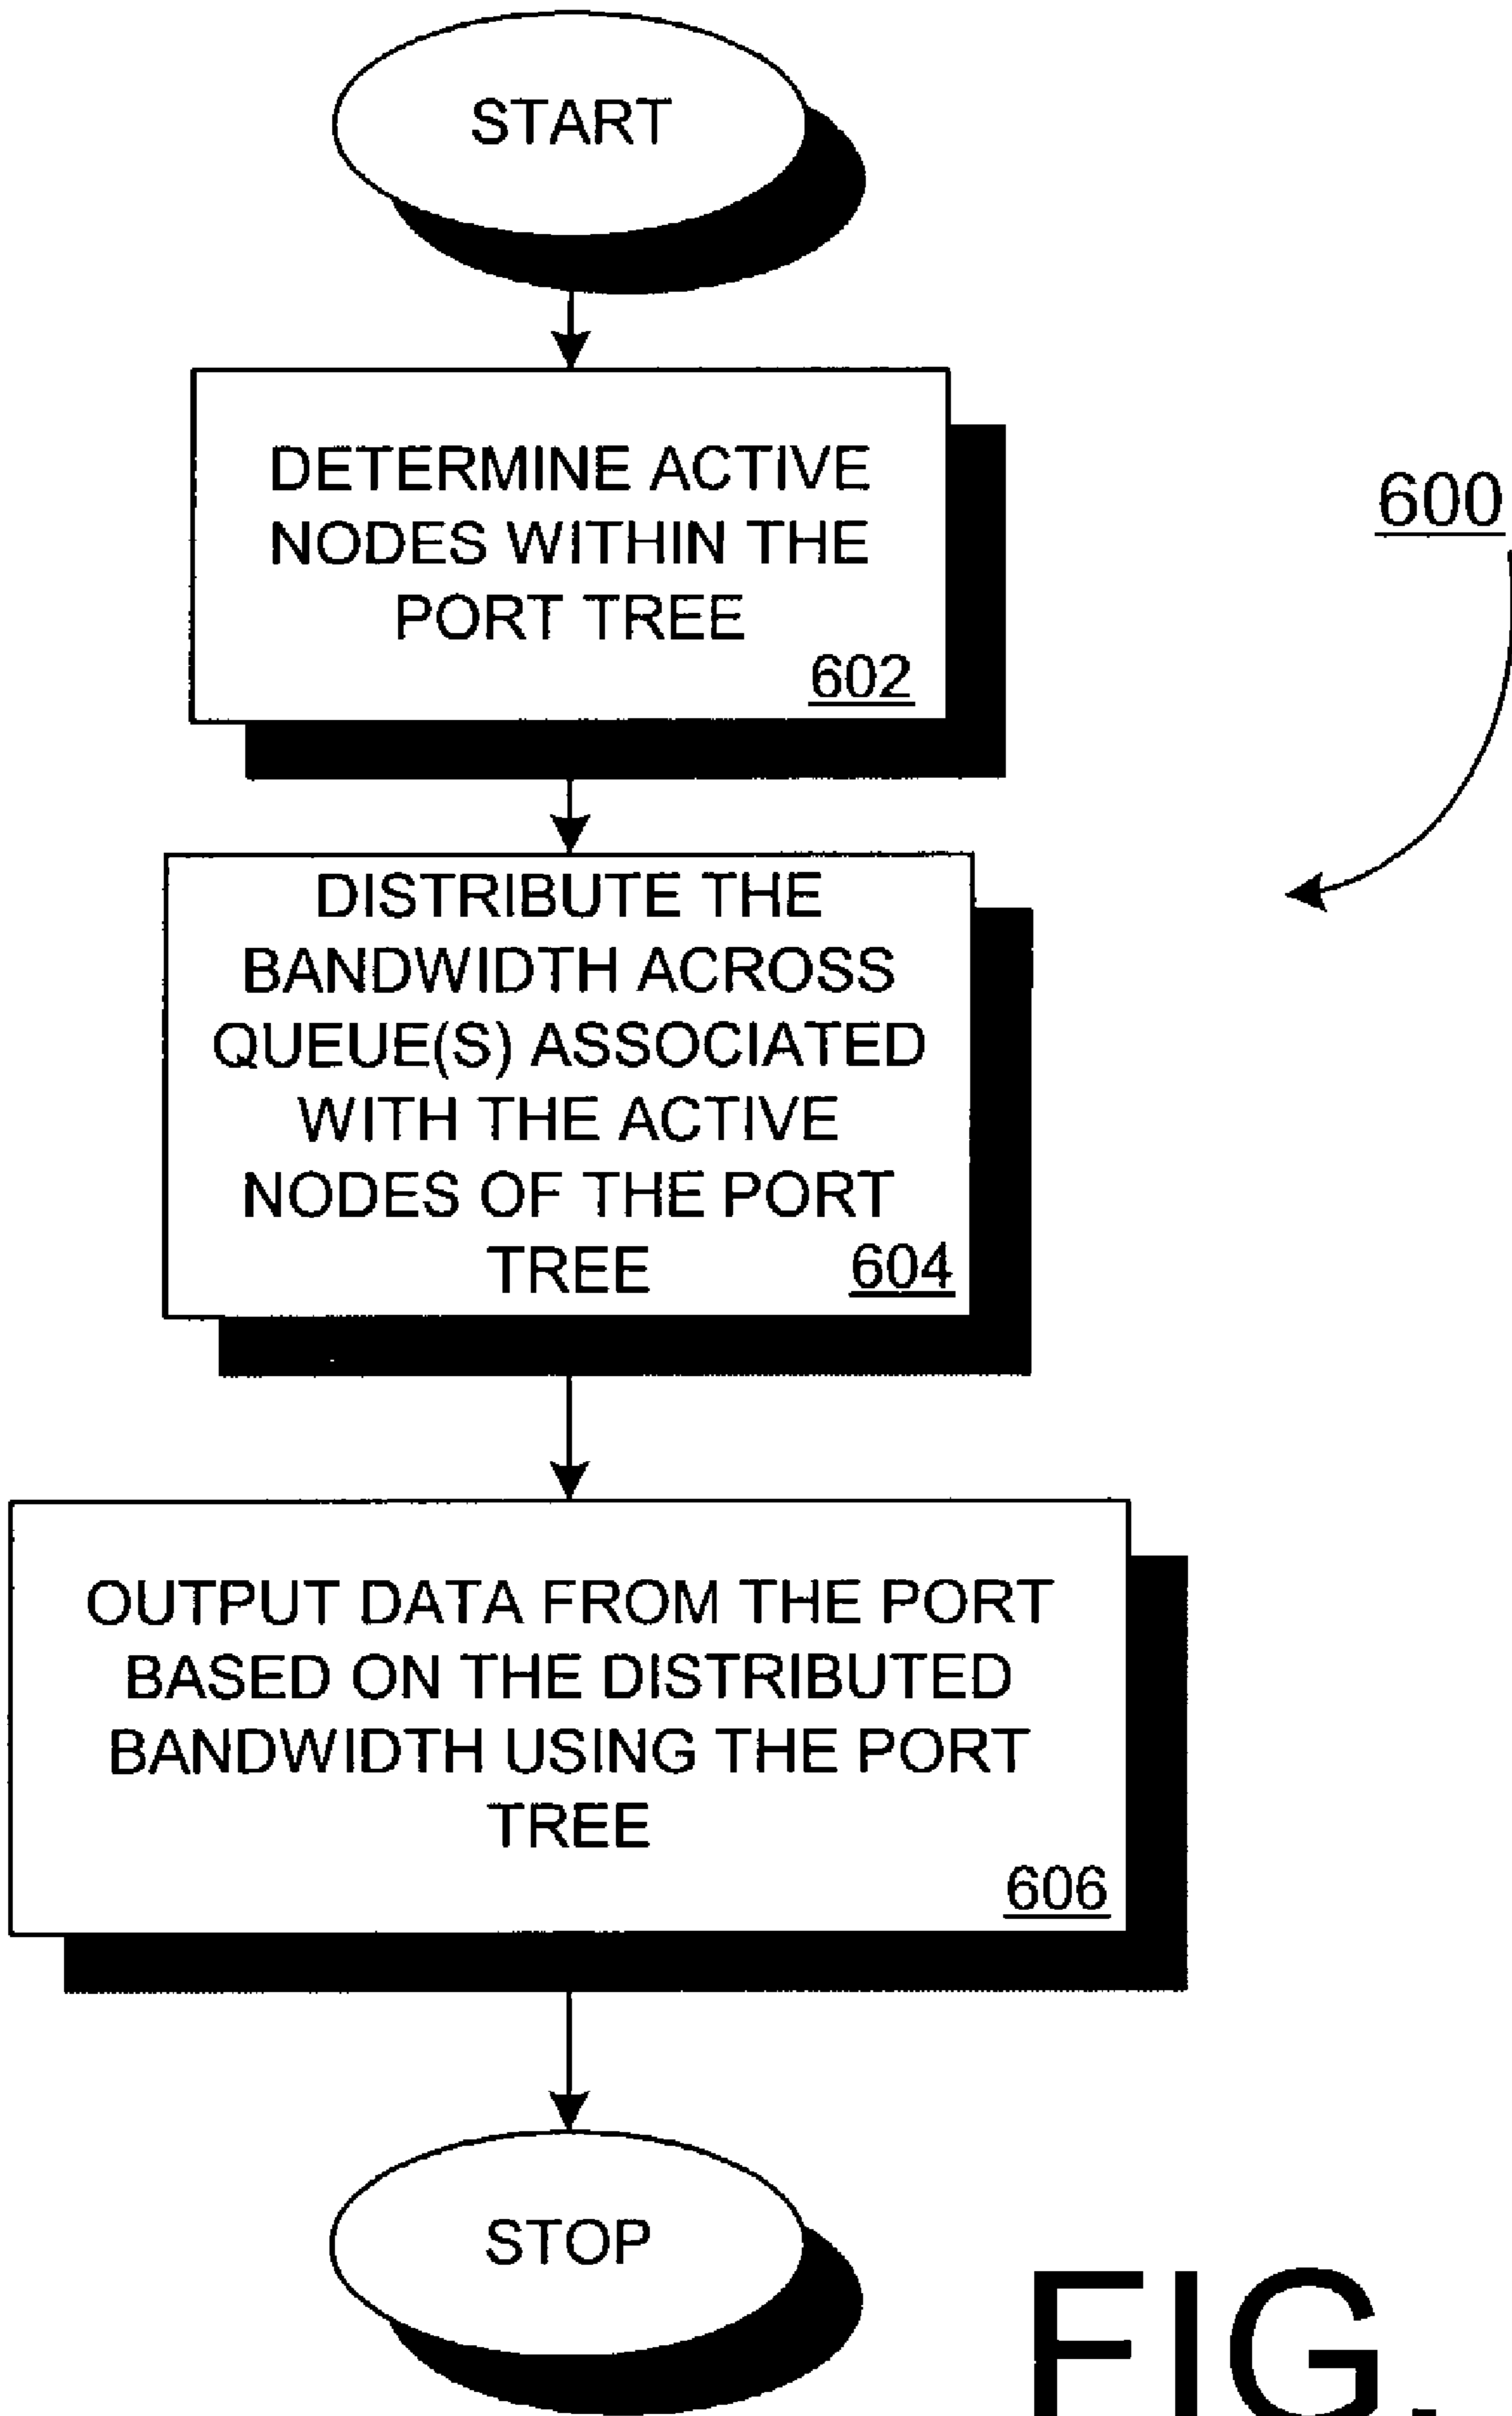 START
DETERMINE ACTIVE
NODES WITHIN THE
PORT TREE
602
600
DISTRIBUTE THE
BANDWIDTH ACROSS
QUEUE(S) ASSOCIATED
WITH THE ACTIVE
NODES OF THE PORT
TREE
604
OUTPUT DATA FROM THE PORT
BASED ON THE DISTRIBUTED
BANDWIDTH USING THE PORT
TREE
606
STOP
FIG.